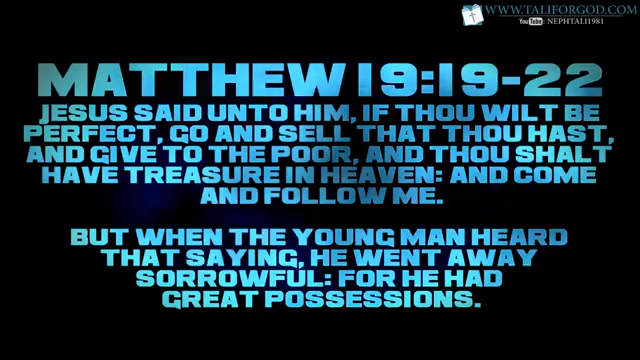 WWW.TALIFORGOD.COM
YouTube: NEPHTALI1981
MATTHEW 19:19-22
JESUS SAID UNTO HIM, IF THOU WILT BE
PERFECT, GO AND SELL THAT THOU HAST,
AND GIVE TO THE POOR, AND THOU SHALT
HAVE TREASURE IN HEAVEN: AND COME
AND FOLLOW ME.
BUT WHEN THE YOUNG MAN HEARD
THAT SAYING, HE WENT AWAY
SORROWFUL: FOR HE HAD
GREAT POSSESSIONS.